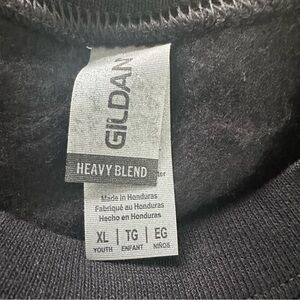 GILDAN
HEAVY BLEND
Made in Honduras
Fabriqué au Honduras
Hecho en Honduras
XL | TG | EG
YOUTH ENFANT NIÑOS